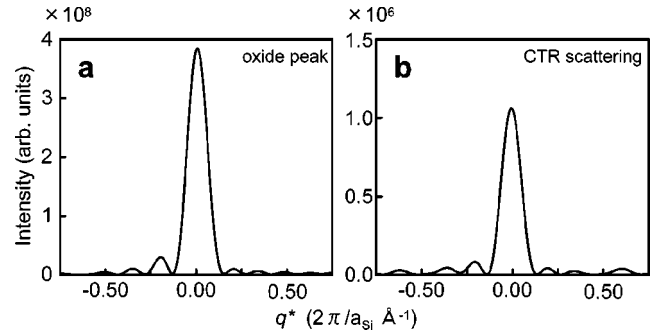 × 10⁸
× 10⁶
a
oxide peak
b
CTR scattering
Intensity (arb. units)
4
3
2
1
0
1.5
1.0
0.5
0.0
-0.50
0.00
0.50
-0.50
0.00
0.50
q* (2π/a_Si Å⁻¹)